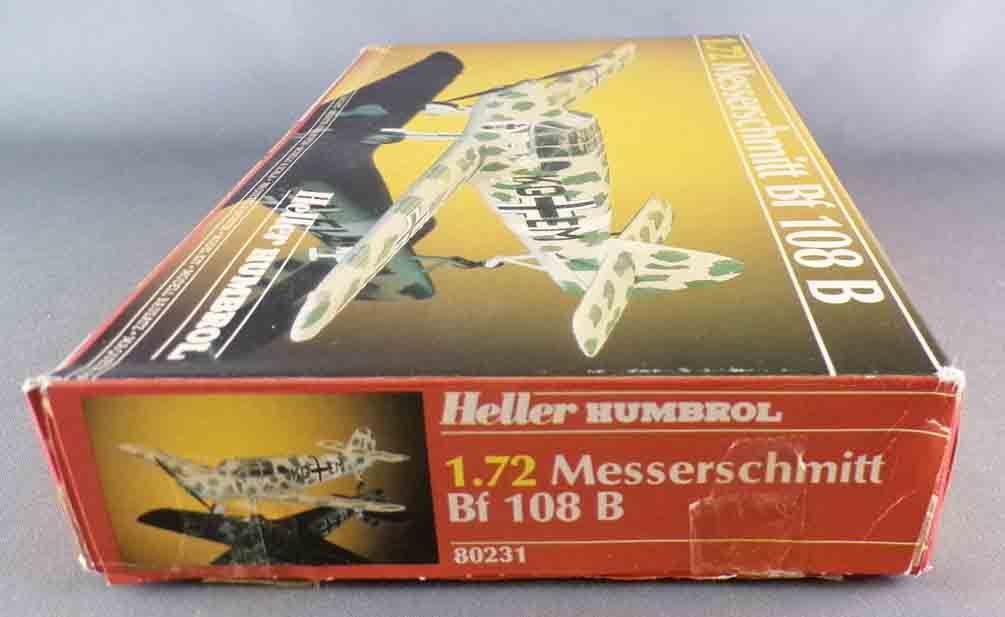 1.72 Messerschmitt Bf 108 B
Heller HUMBROL
Heller HUMBROL
1.72 Messerschmitt
Bf 108 B
80231